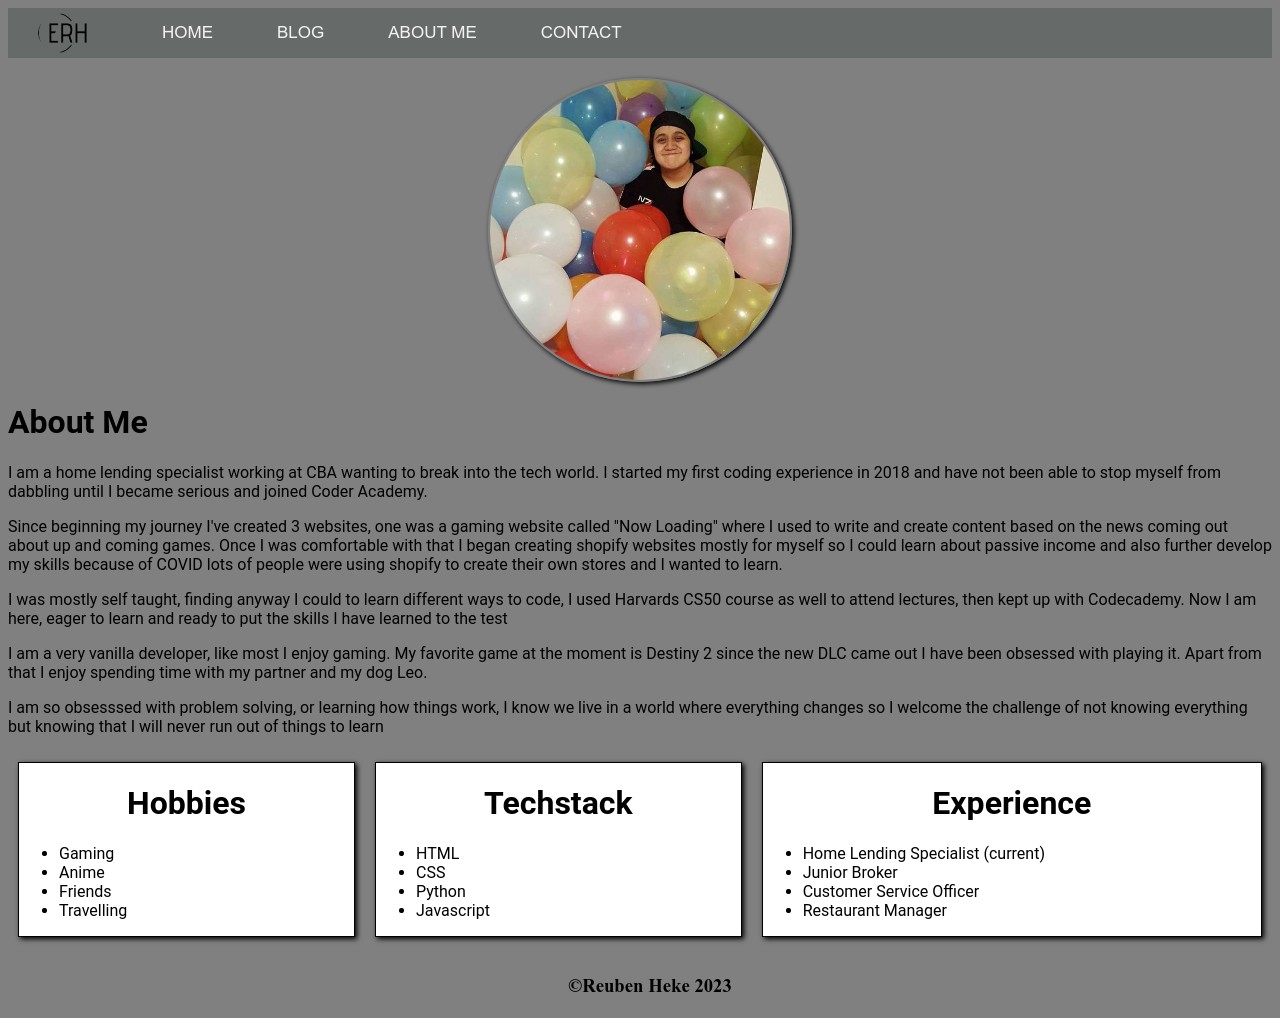 ERH HOME BLOG ABOUT ME CONTACT
N7
About Me
I am a home lending specialist working at CBA wanting to break into the tech world. I started my first coding experience in 2018 and have not been able to stop myself from
dabbling until I became serious and joined Coder Academy.
Since beginning my journey I've created 3 websites, one was a gaming website called "Now Loading" where I used to write and create content based on the news coming out
about up and coming games. Once I was comfortable with that I began creating shopify websites mostly for myself so I could learn about passive income and also further develop
my skills because of COVID lots of people were using shopify to create their own stores and I wanted to learn.
I was mostly self taught, finding anyway I could to learn different ways to code, I used Harvards CS50 course as well to attend lectures, then kept up with Codecademy. Now I am
here, eager to learn and ready to put the skills I have learned to the test
I am a very vanilla developer, like most I enjoy gaming. My favorite game at the moment is Destiny 2 since the new DLC came out I have been obsessed with playing it. Apart from
that I enjoy spending time with my partner and my dog Leo.
I am so obsesssed with problem solving, or learning how things work, I know we live in a world where everything changes so I welcome the challenge of not knowing everything
but knowing that I will never run out of things to learn
Hobbies
Gaming
Anime
Friends
Travelling
Techstack
HTML
CSS
Python
Javascript
Experience
Home Lending Specialist (current)
Junior Broker
Customer Service Officer
Restaurant Manager
©Reuben Heke 2023